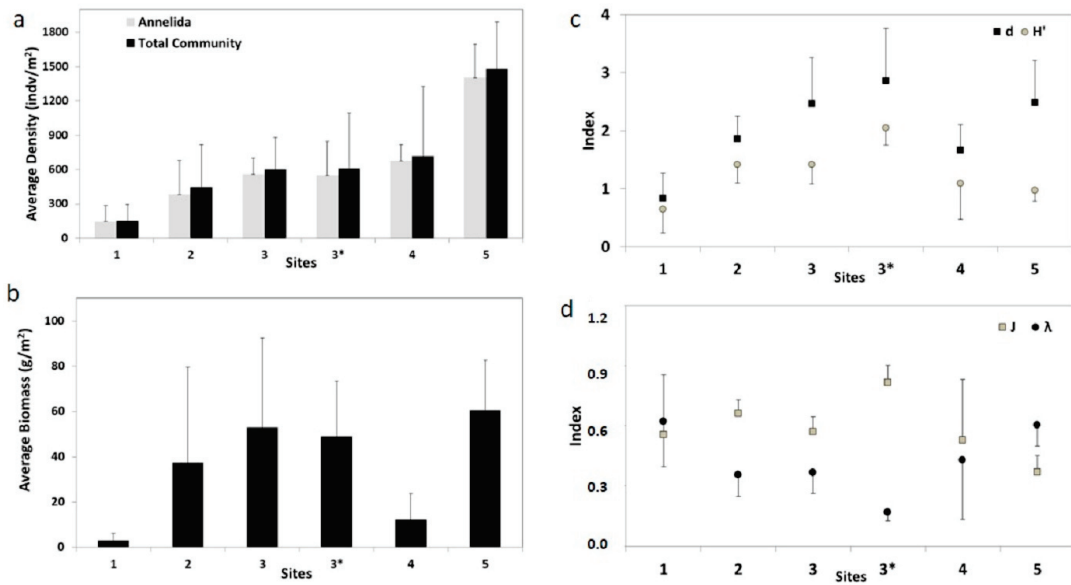 a
Annelida
Total Community
Average Density (indv/m²)
1800
1500
1200
900
600
300
0
1 2 3 3* 4 5
Sites
b
Average Biomass (g/m²)
100
80
60
40
20
0
1 2 3 3* 4 5
Sites
c
d H'
Index
4
3
2
1
0
1 2 3 3* 4 5
Sites
d
J λ
Index
1.2
0.9
0.6
0.3
0.0
1 2 3 3* 4 5
Sites